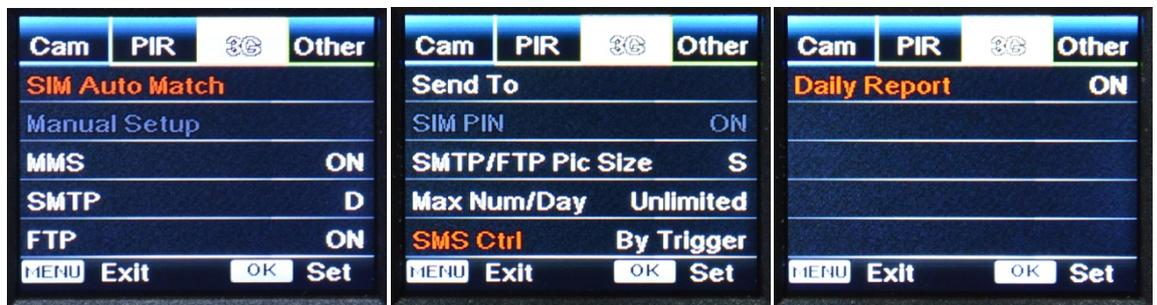 Cam PIR 3G Other
SIM Auto Match
Manual Setup
MMS ON
SMTP D
FTP ON
MENU Exit OK Set
Cam PIR 3G Other
Send To
SIM PIN ON
SMTP/FTP Pic Size S
Max Num/Day Unlimited
SMS Ctrl By Trigger
MENU Exit OK Set
Cam PIR 3G Other
Daily Report ON
MENU Exit OK Set